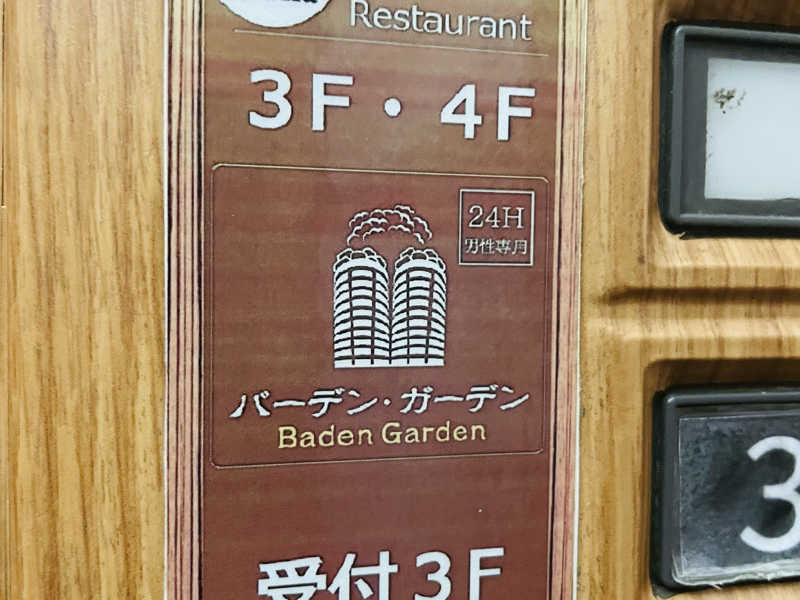 Restaurant
3F・4F
24H
男性専用
バーデン・ガーデン
Baden Garden
受付3F
3